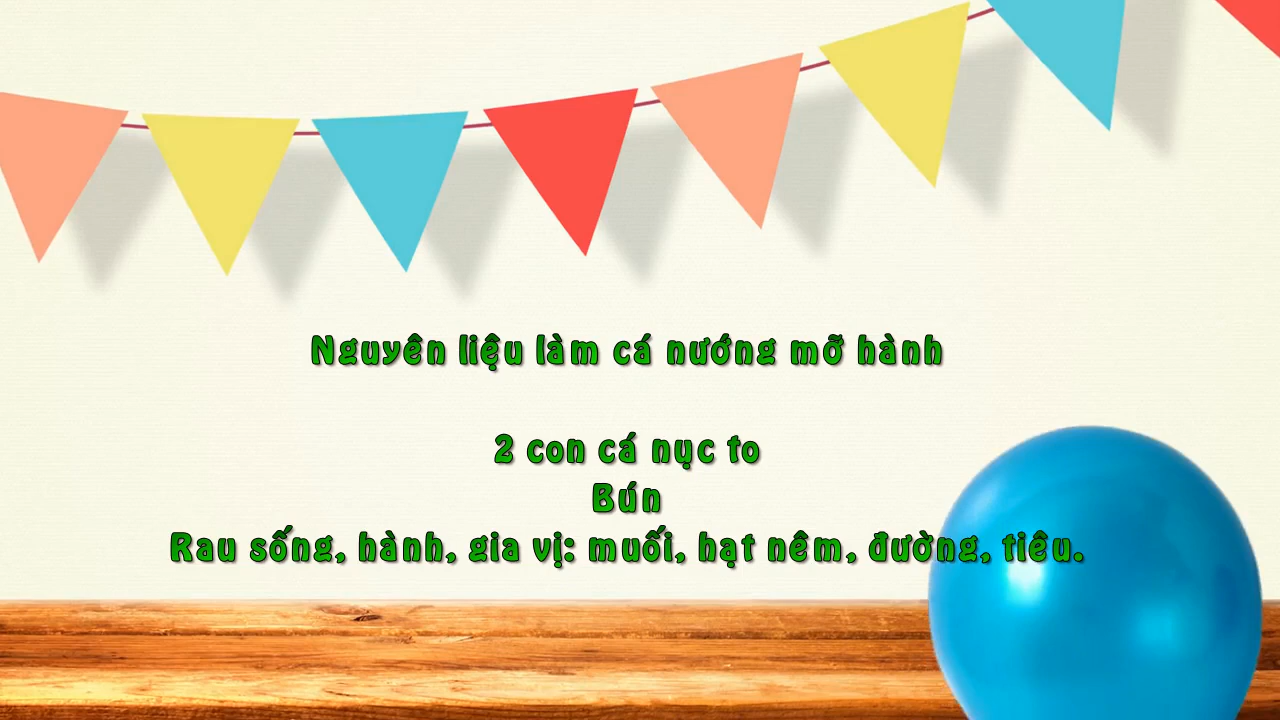 Nguyên liệu làm cá nướng mỡ hành
2 con cá nục to
Bún
Rau sống, hành, gia vị: muối, hạt nêm, đường, tiêu.